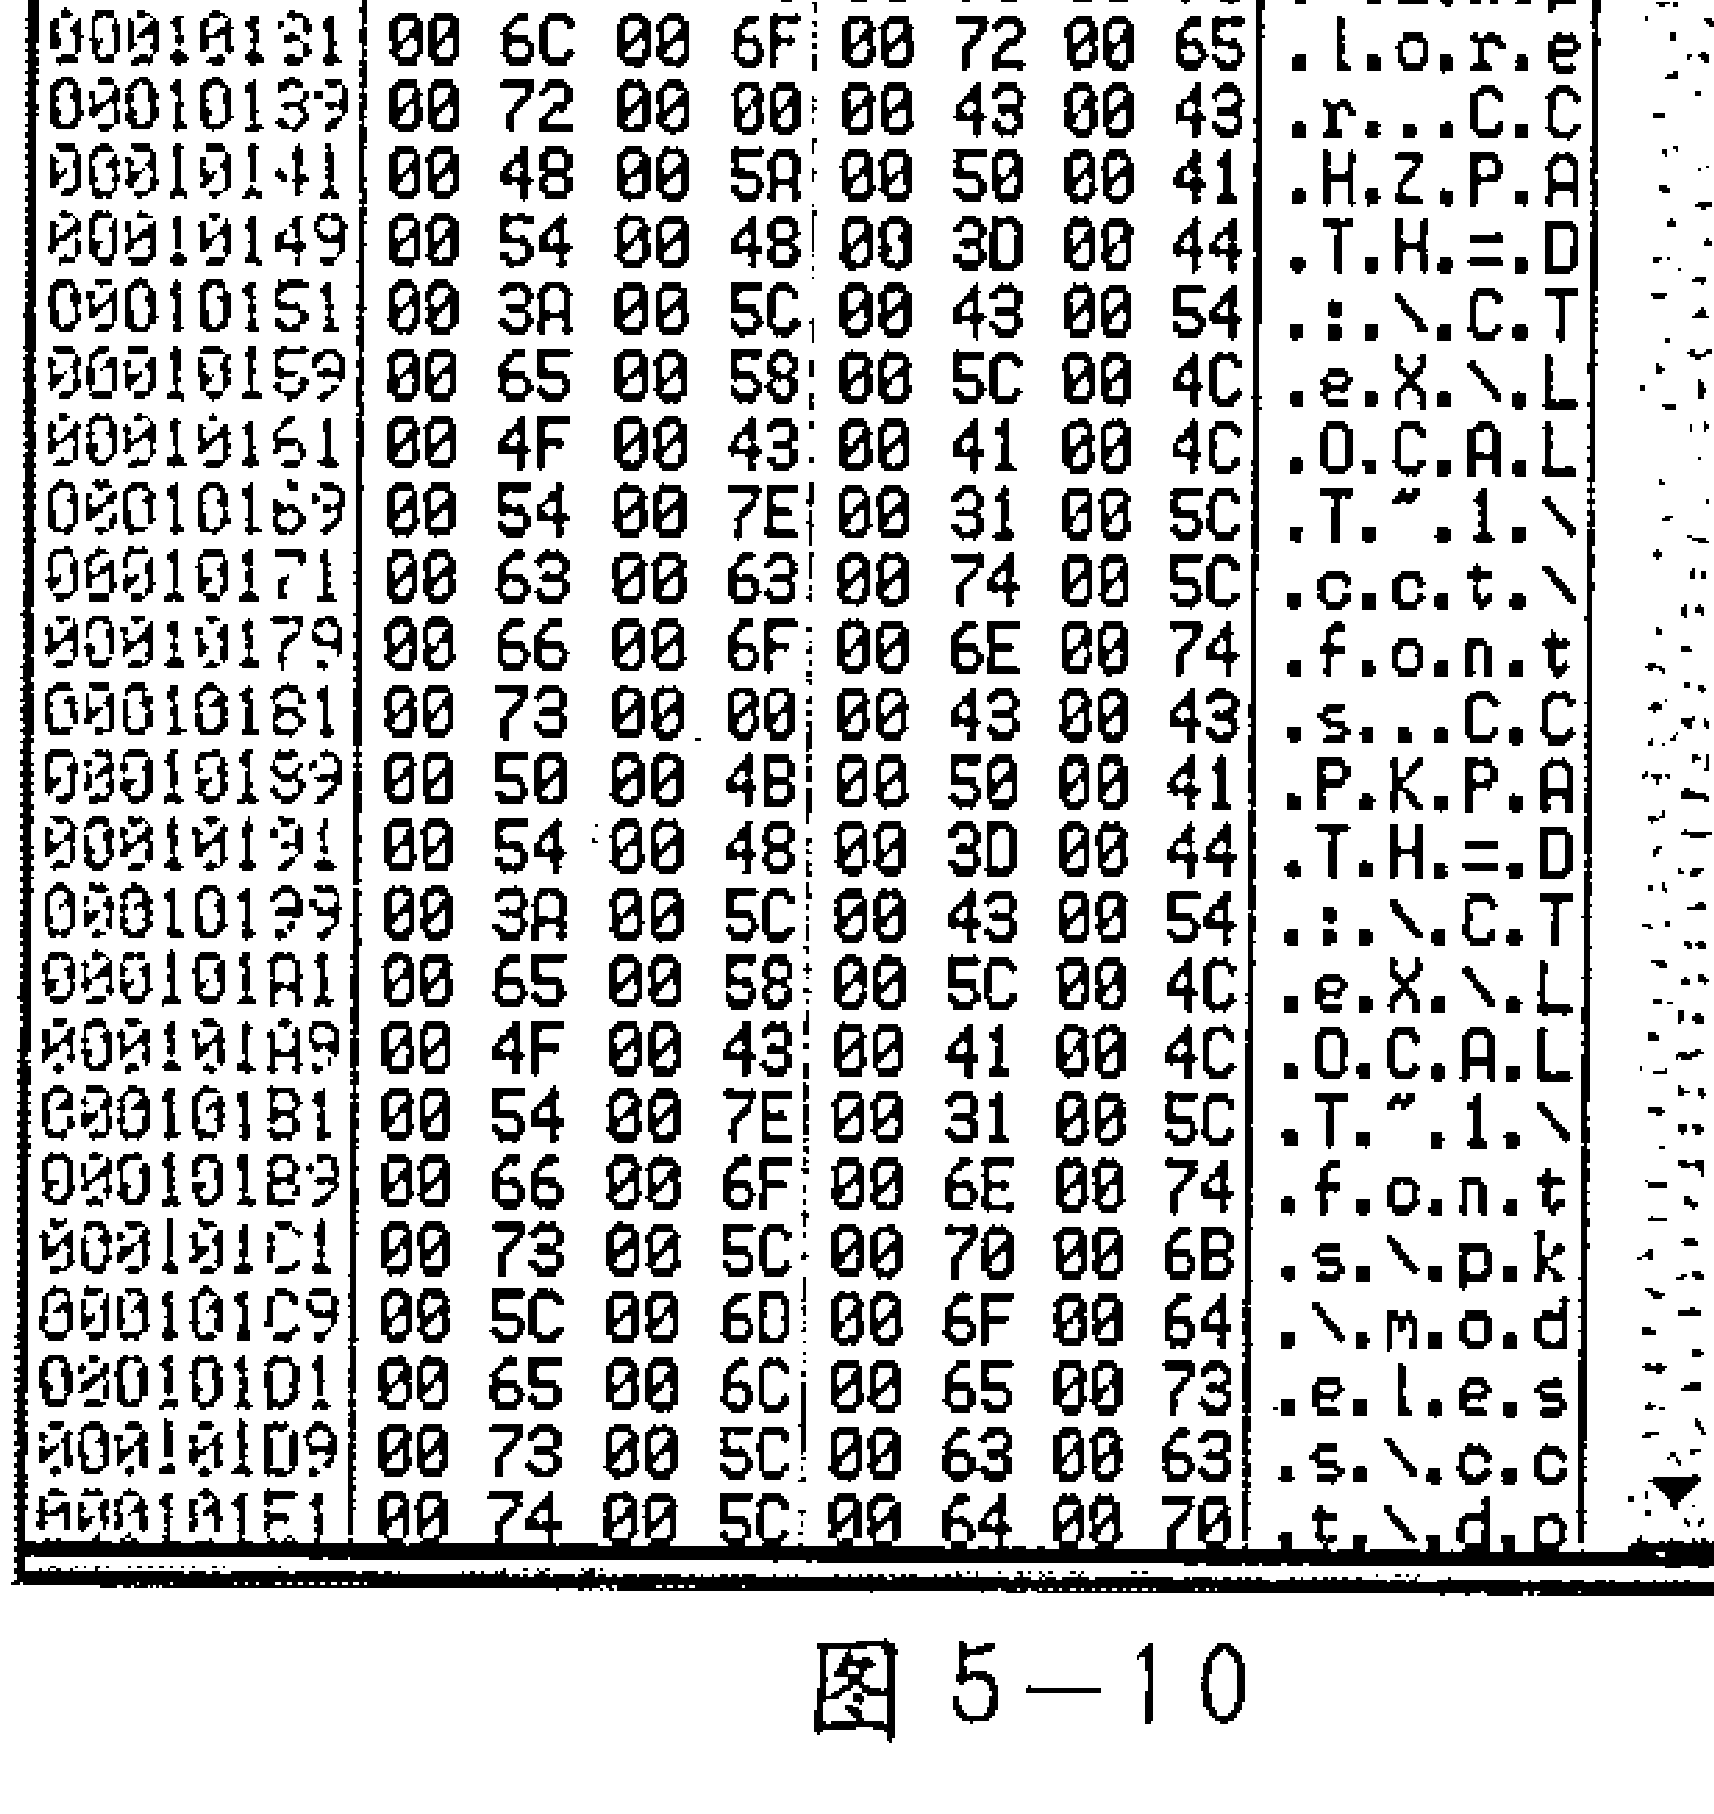 00010131 00 6C 00 6F 00 72 00 65 .l.o.r.e
00010139 00 72 00 00 00 43 00 43 .r...C.C
00010141 00 48 00 5A 00 50 00 41 .H.Z.P.A
00010149 00 54 00 48 00 3D 00 44 .T.H.=.D
00010151 00 3A 00 5C 00 43 00 54 .:.\.C.T
00010159 00 65 00 58 00 5C 00 4C .e.X.\.L
00010161 00 4F 00 43 00 41 00 4C .O.C.A.L
00010169 00 54 00 7E 00 31 00 5C .T.~.1.\
00010171 00 63 00 63 00 74 00 5C .c.c.t.\
00010179 00 66 00 6F 00 6E 00 74 .f.o.n.t
00010181 00 73 00 00 00 43 00 43 .s...C.C
00010189 00 50 00 4B 00 50 00 41 .P.K.P.A
00010191 00 54 00 48 00 3D 00 44 .T.H.=.D
00010199 00 3A 00 5C 00 43 00 54 .:.\.C.T
000101A1 00 65 00 58 00 5C 00 4C .e.X.\.L
000101A9 00 4F 00 43 00 41 00 4C .O.C.A.L
000101B1 00 54 00 7E 00 31 00 5C .T.~.1.\
000101B9 00 66 00 6F 00 6E 00 74 .f.o.n.t
000101C1 00 73 00 5C 00 70 00 6B .s.\.p.k
000101C9 00 5C 00 6D 00 6F 00 64 .\.m.o.d
000101D1 00 65 00 6C 00 65 00 73 .e.l.e.s
000101D9 00 73 00 5C 00 63 00 63 .s.\.c.c
000101E1 00 74 00 5C 00 64 00 70 .t.\.d.p
图 5—10